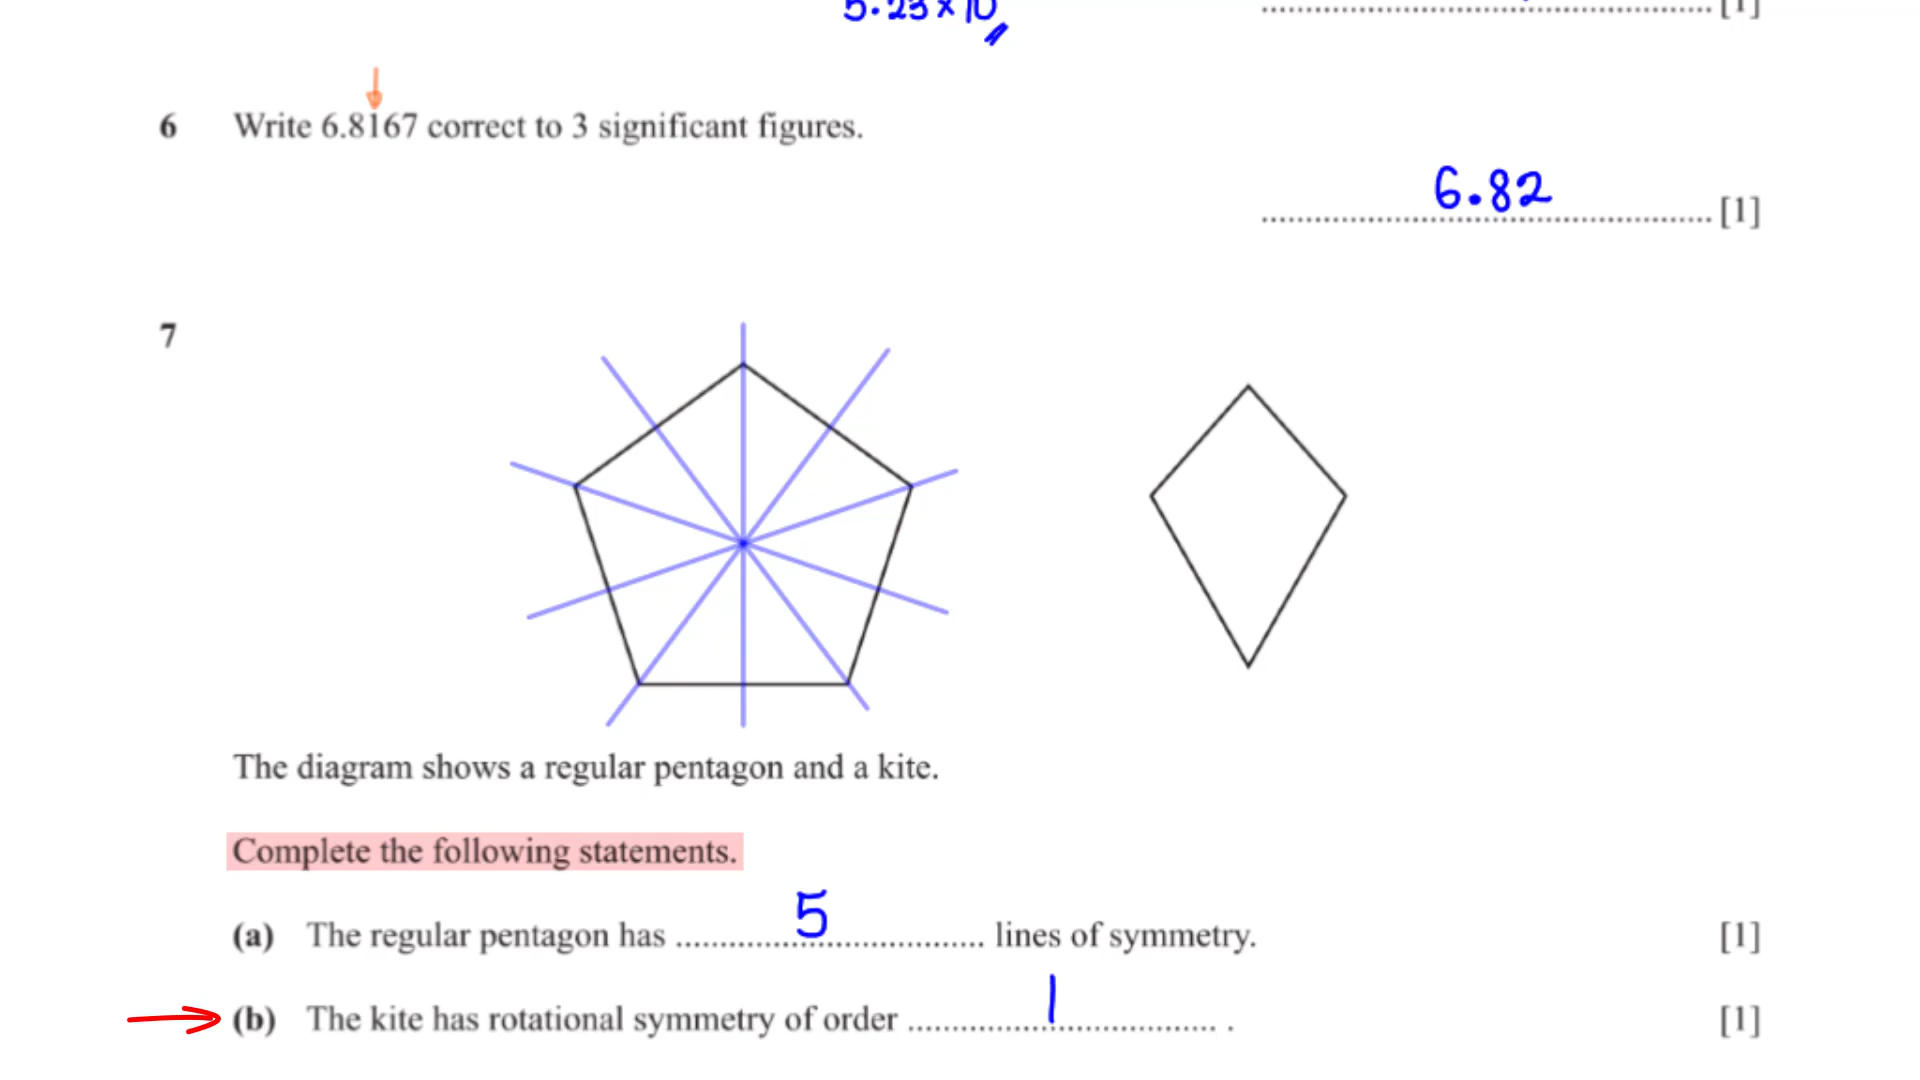 5.23 × 10
[1]
6 Write 6.8167 correct to 3 significant figures.
6.82 [1]
7
The diagram shows a regular pentagon and a kite.
Complete the following statements.
(a) The regular pentagon has ........5........ lines of symmetry. [1]
(b) The kite has rotational symmetry of order ........1........ . [1]